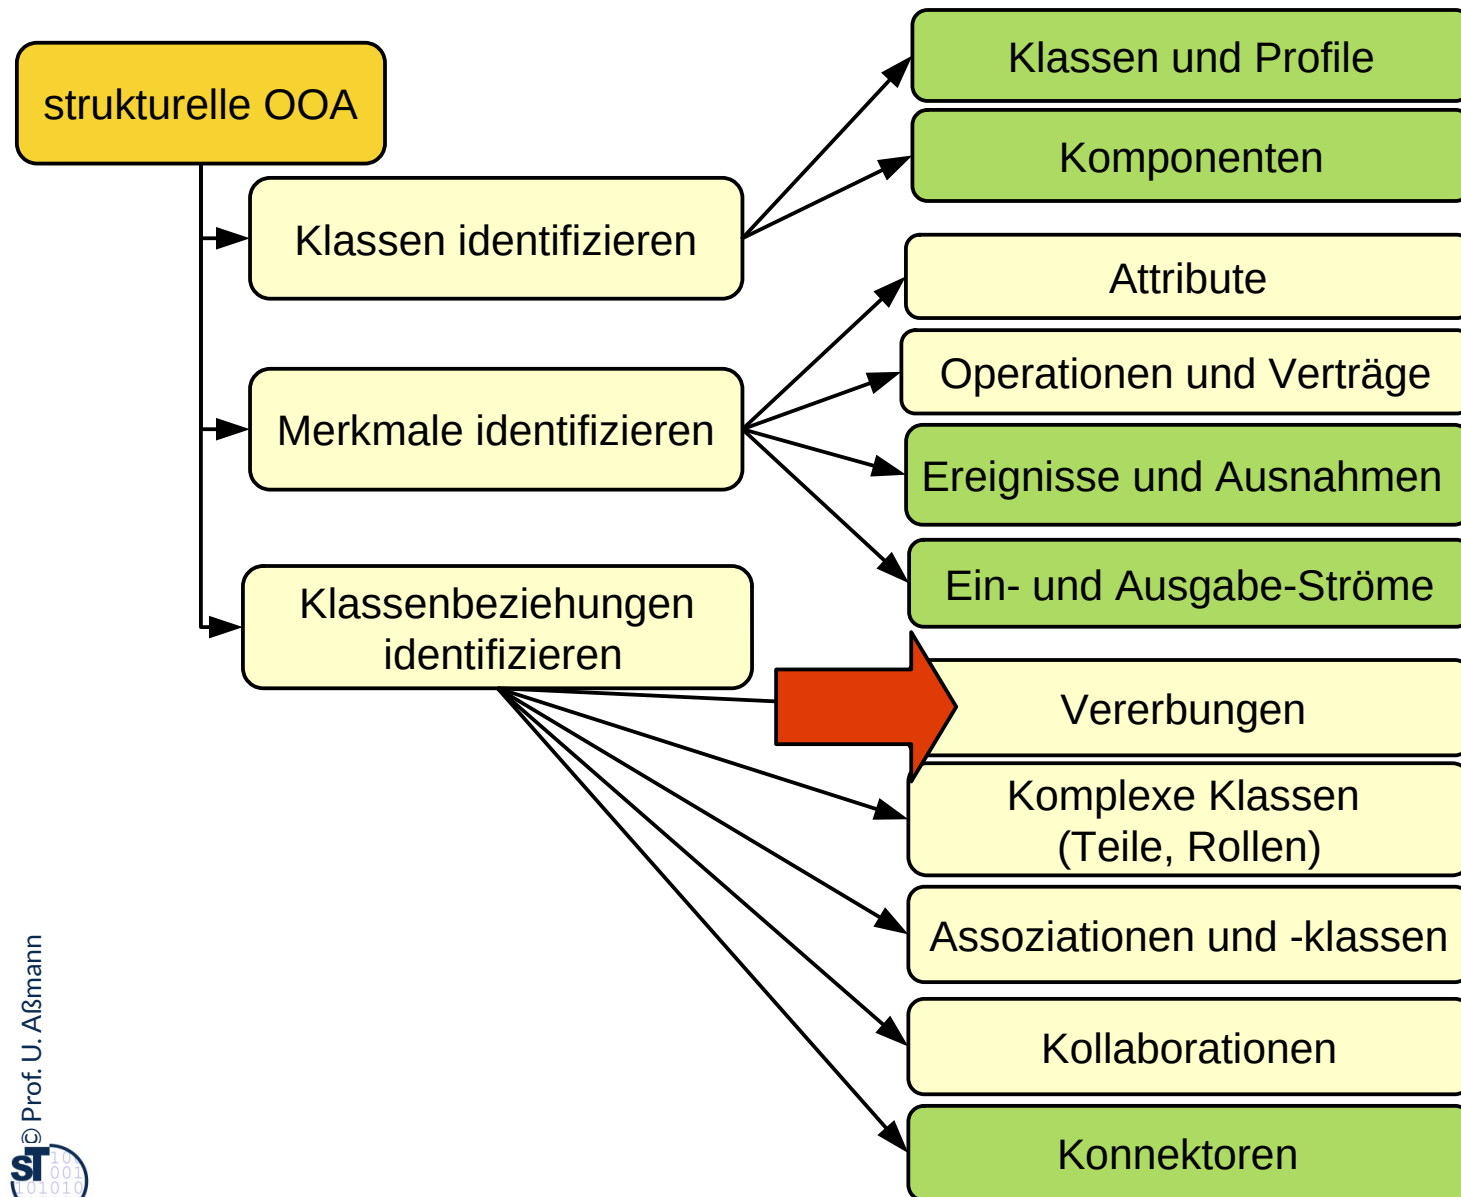 strukturelle OOA
Klassen identifizieren
Merkmale identifizieren
Klassenbeziehungen
identifizieren
Klassen und Profile
Komponenten
Attribute
Operationen und Verträge
Ereignisse und Ausnahmen
Ein- und Ausgabe-Ströme
Vererbungen
Komplexe Klassen
(Teile, Rollen)
Assoziationen und -klassen
Kollaborationen
Konnektoren
© Prof. U. Aßmann
ST